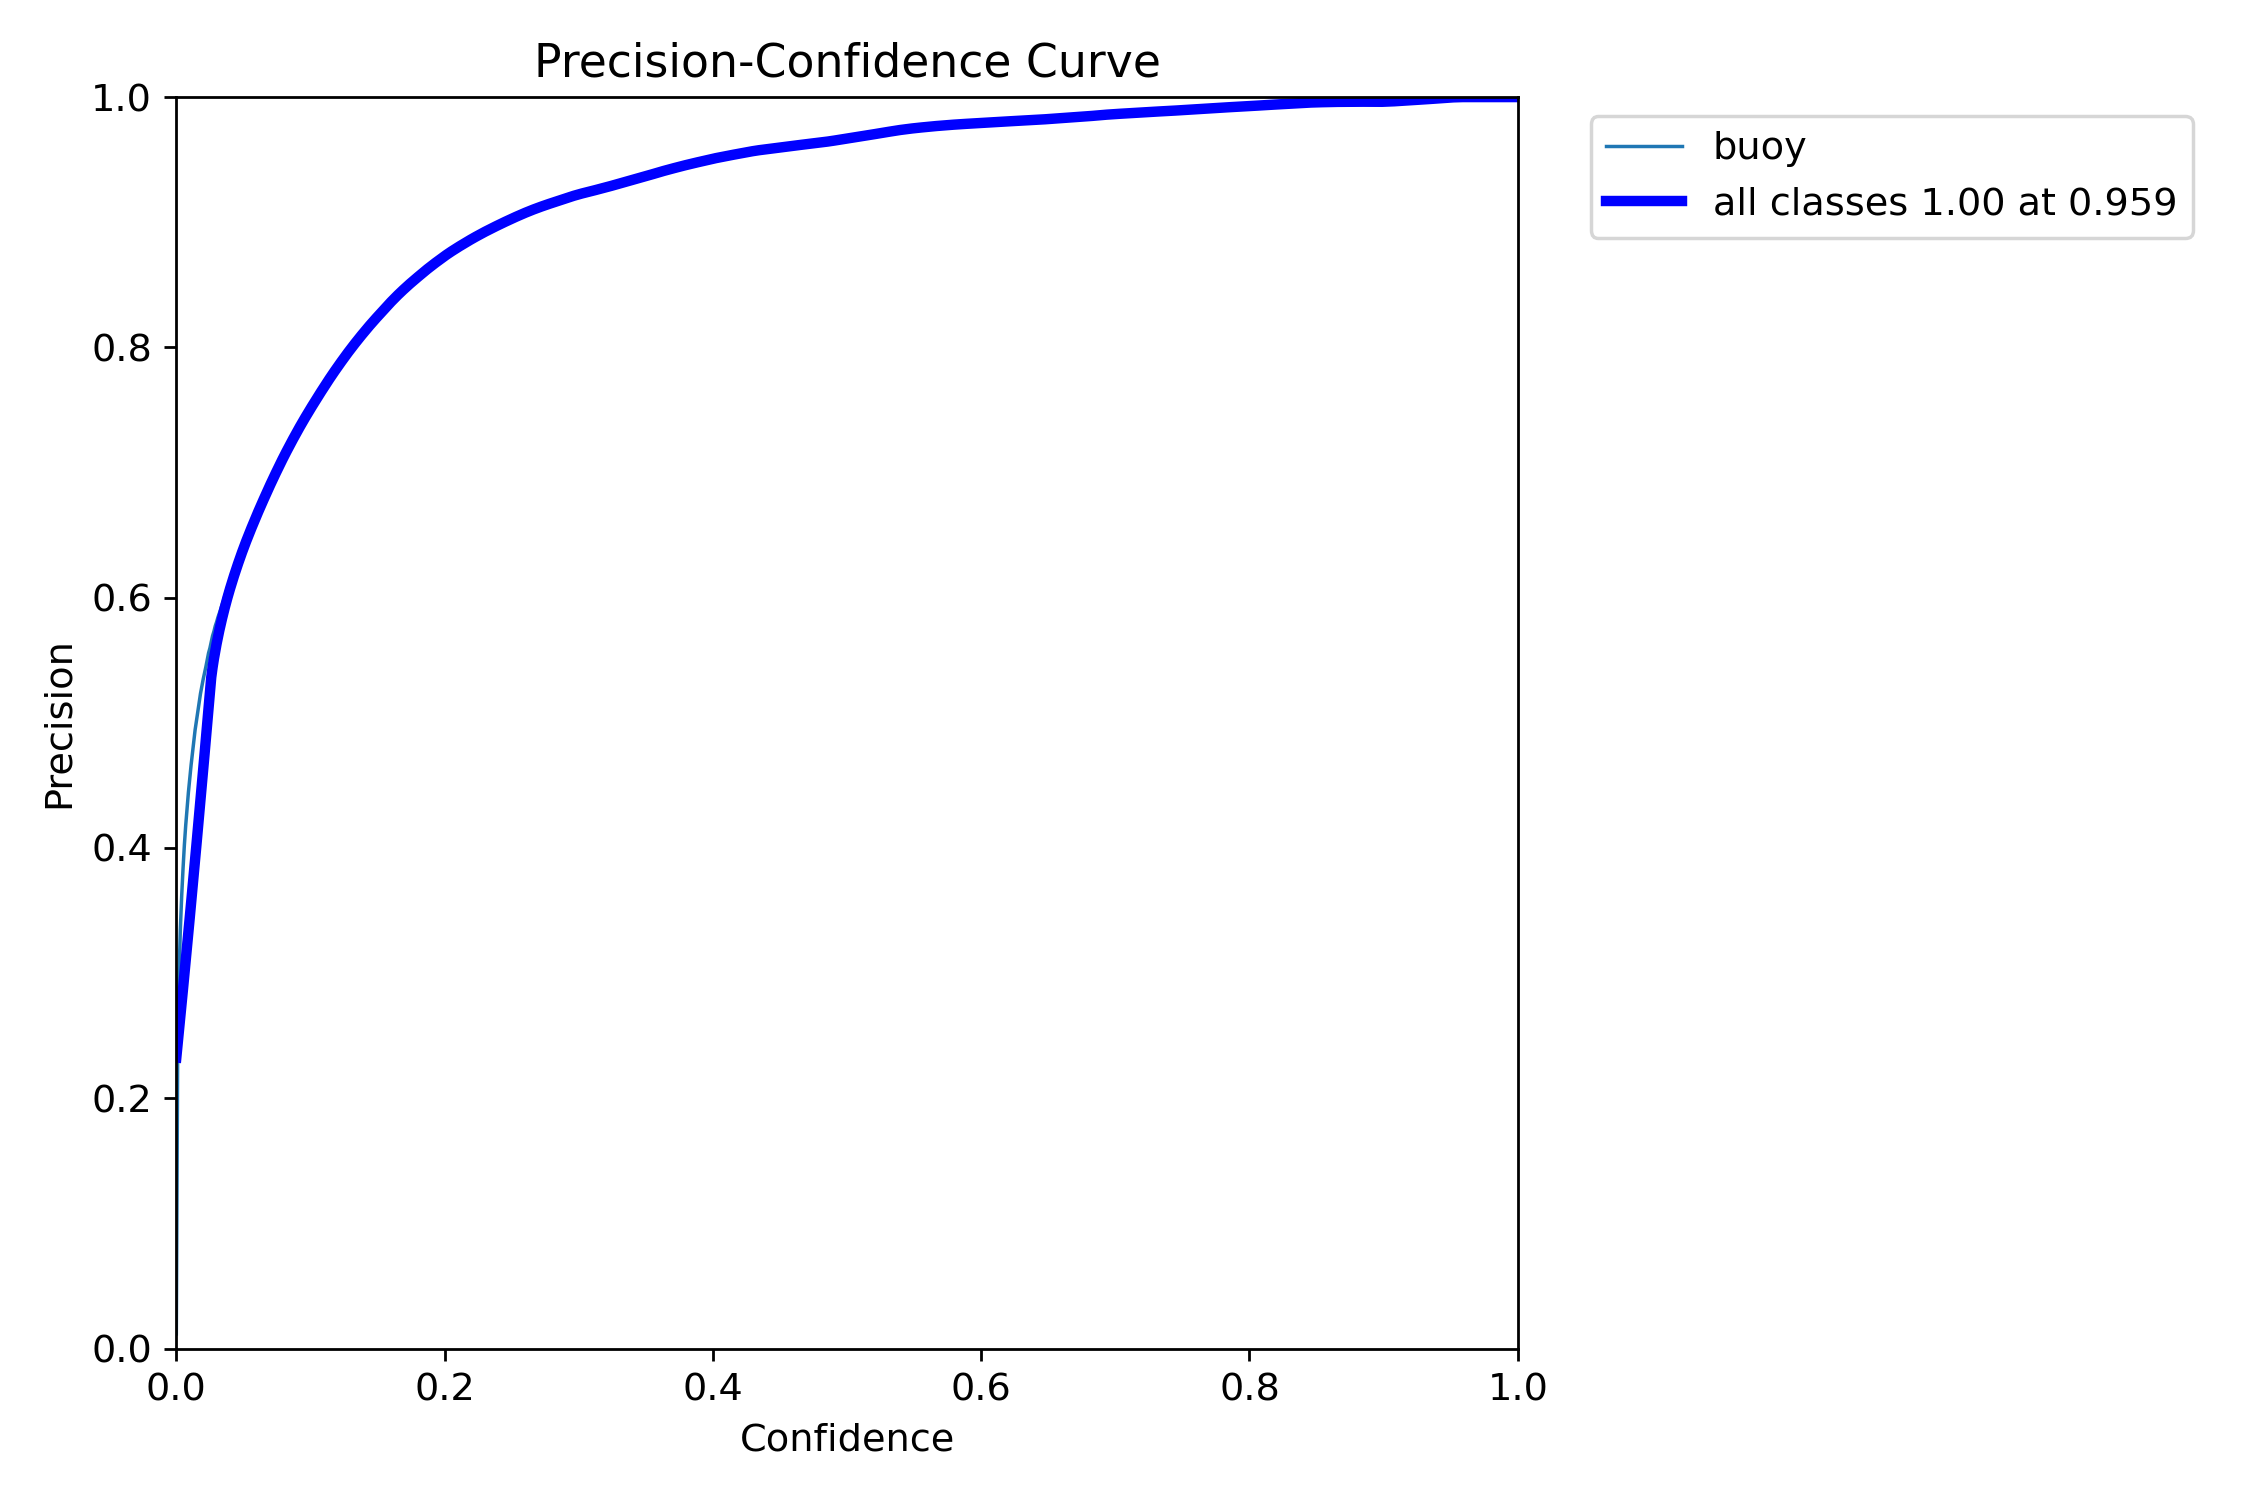 Precision-Confidence Curve
1.0
0.8
0.6
0.4
0.2
0.0
Precision
0.0 0.2 0.4 0.6 0.8 1.0
Confidence
buoy
all classes 1.00 at 0.959